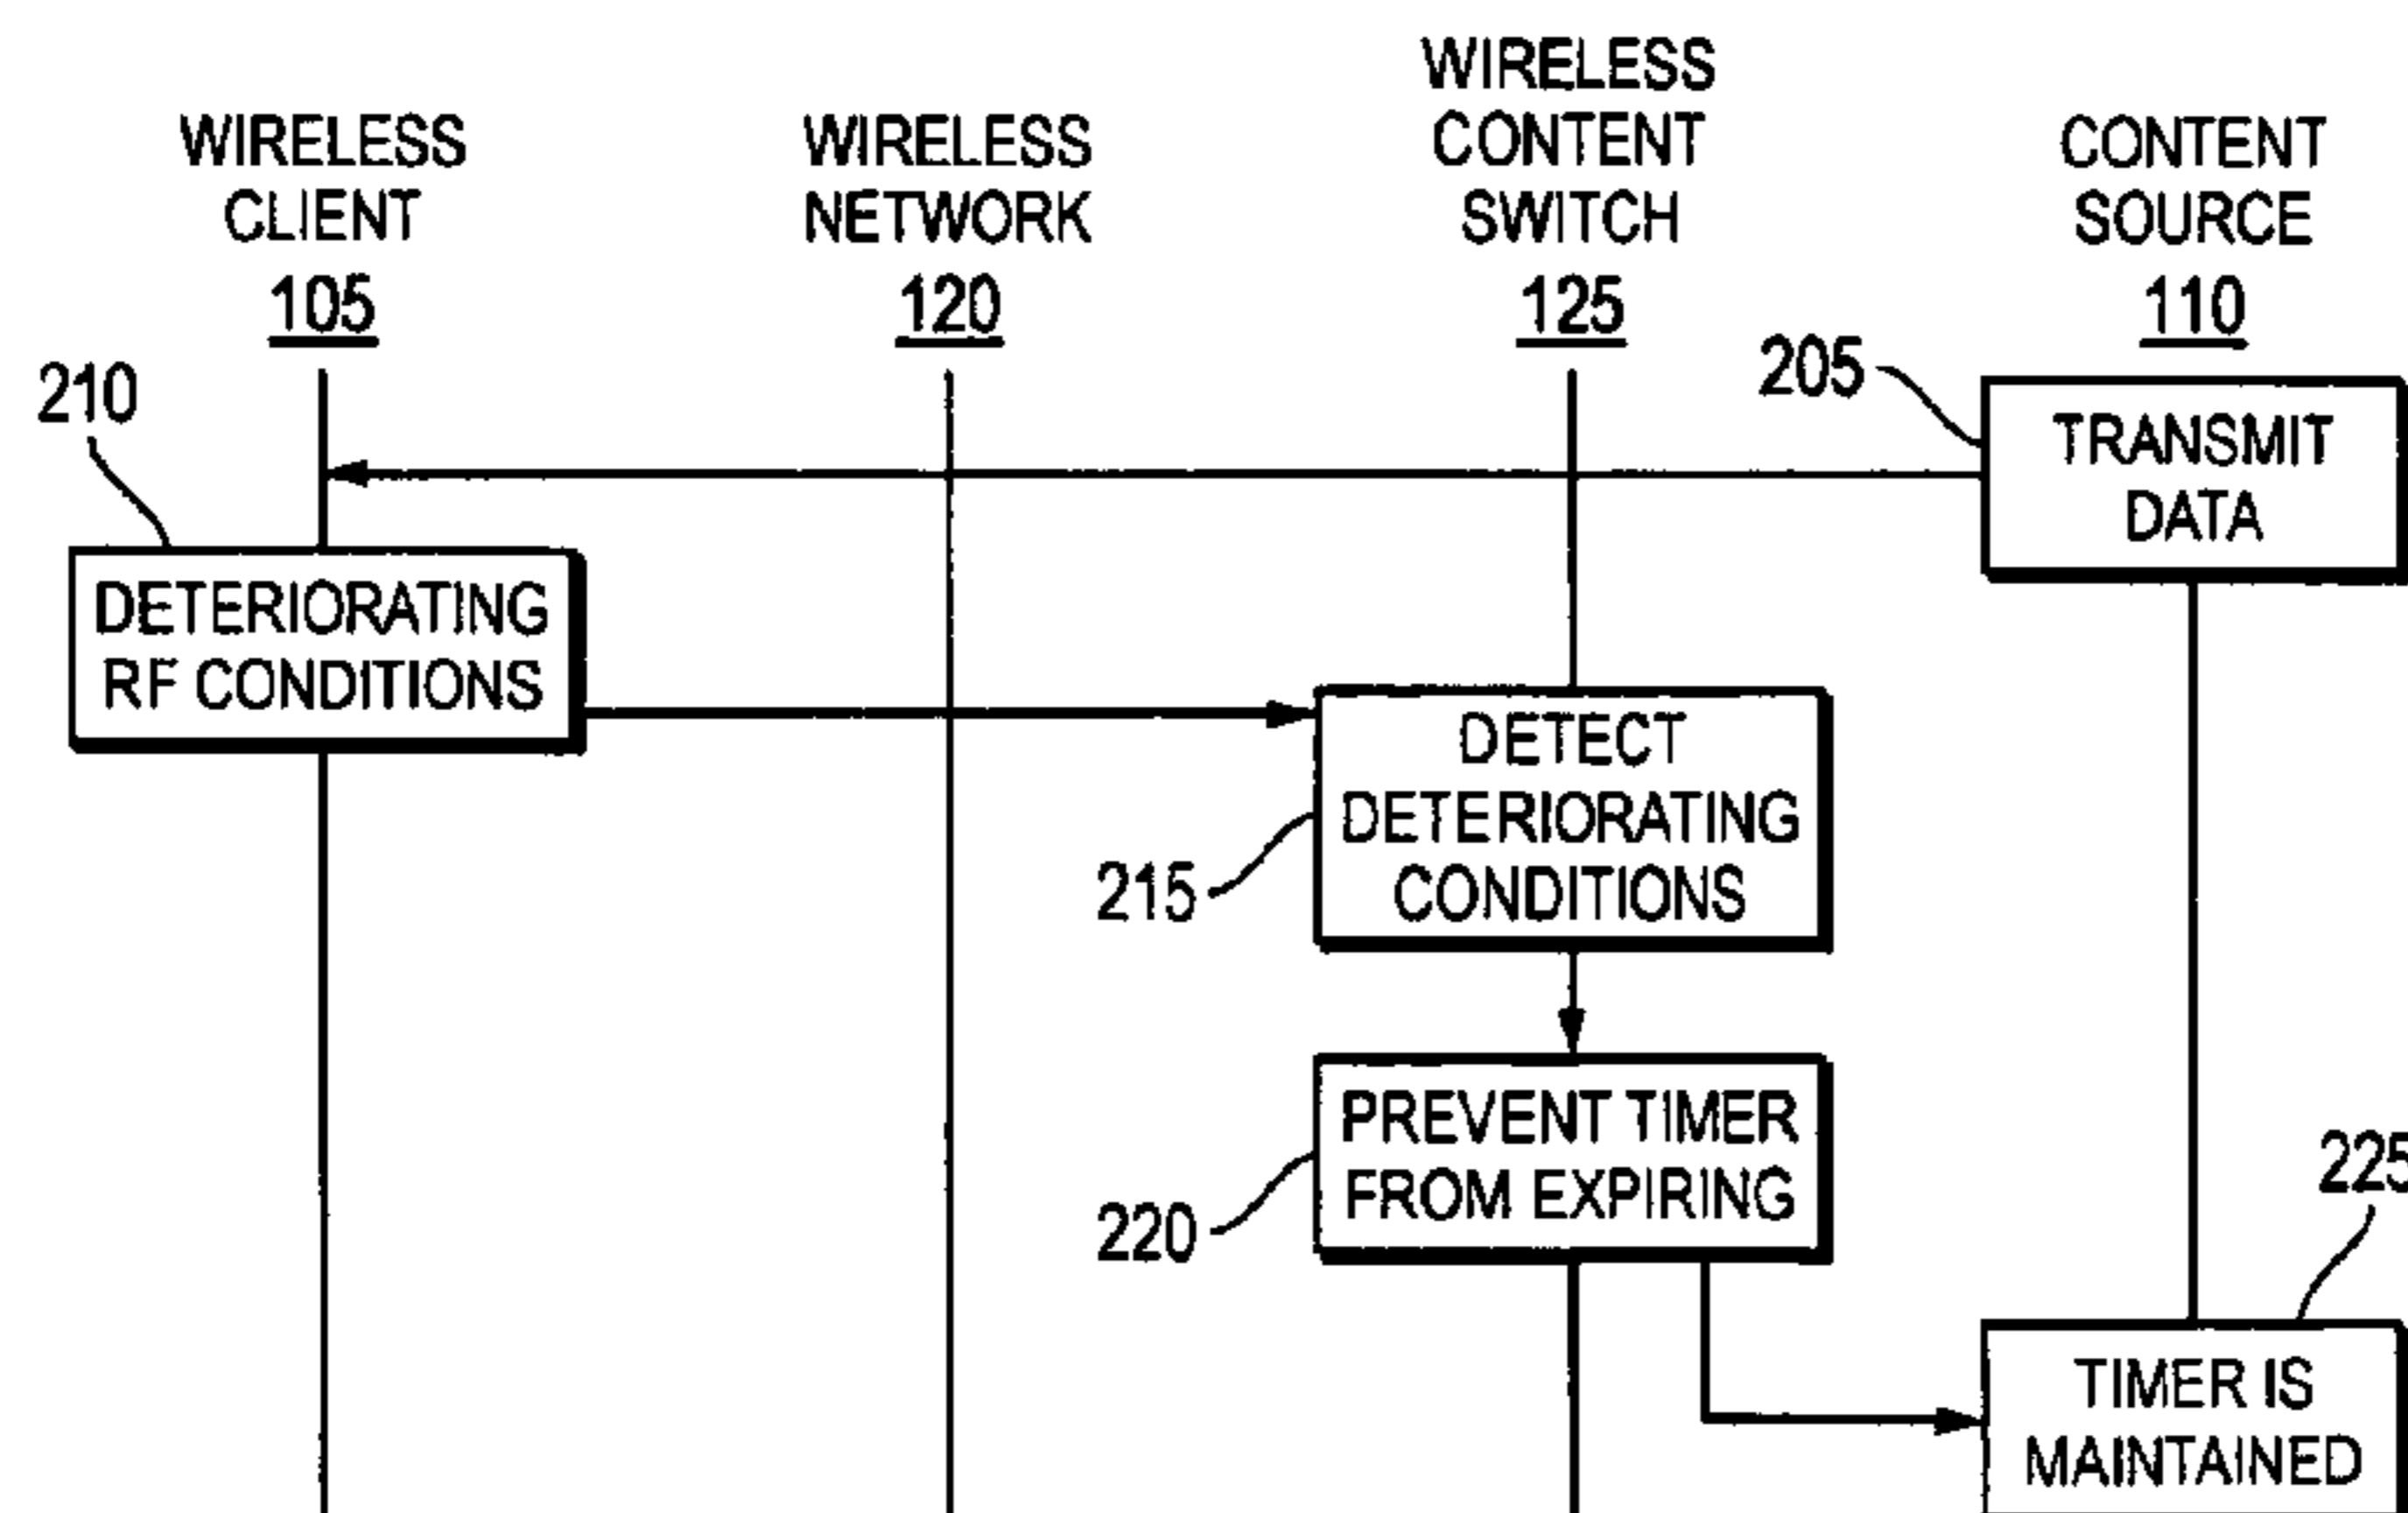 WIRELESS
CLIENT
105
WIRELESS
NETWORK
120
WIRELESS
CONTENT
SWITCH
125
CONTENT
SOURCE
110
205
TRANSMIT
DATA
210
DETERIORATING
RF CONDITIONS
DETECT
DETERIORATING
CONDITIONS
215
PREVENT TIMER
FROM EXPIRING
220
225
TIMER IS
MAINTAINED